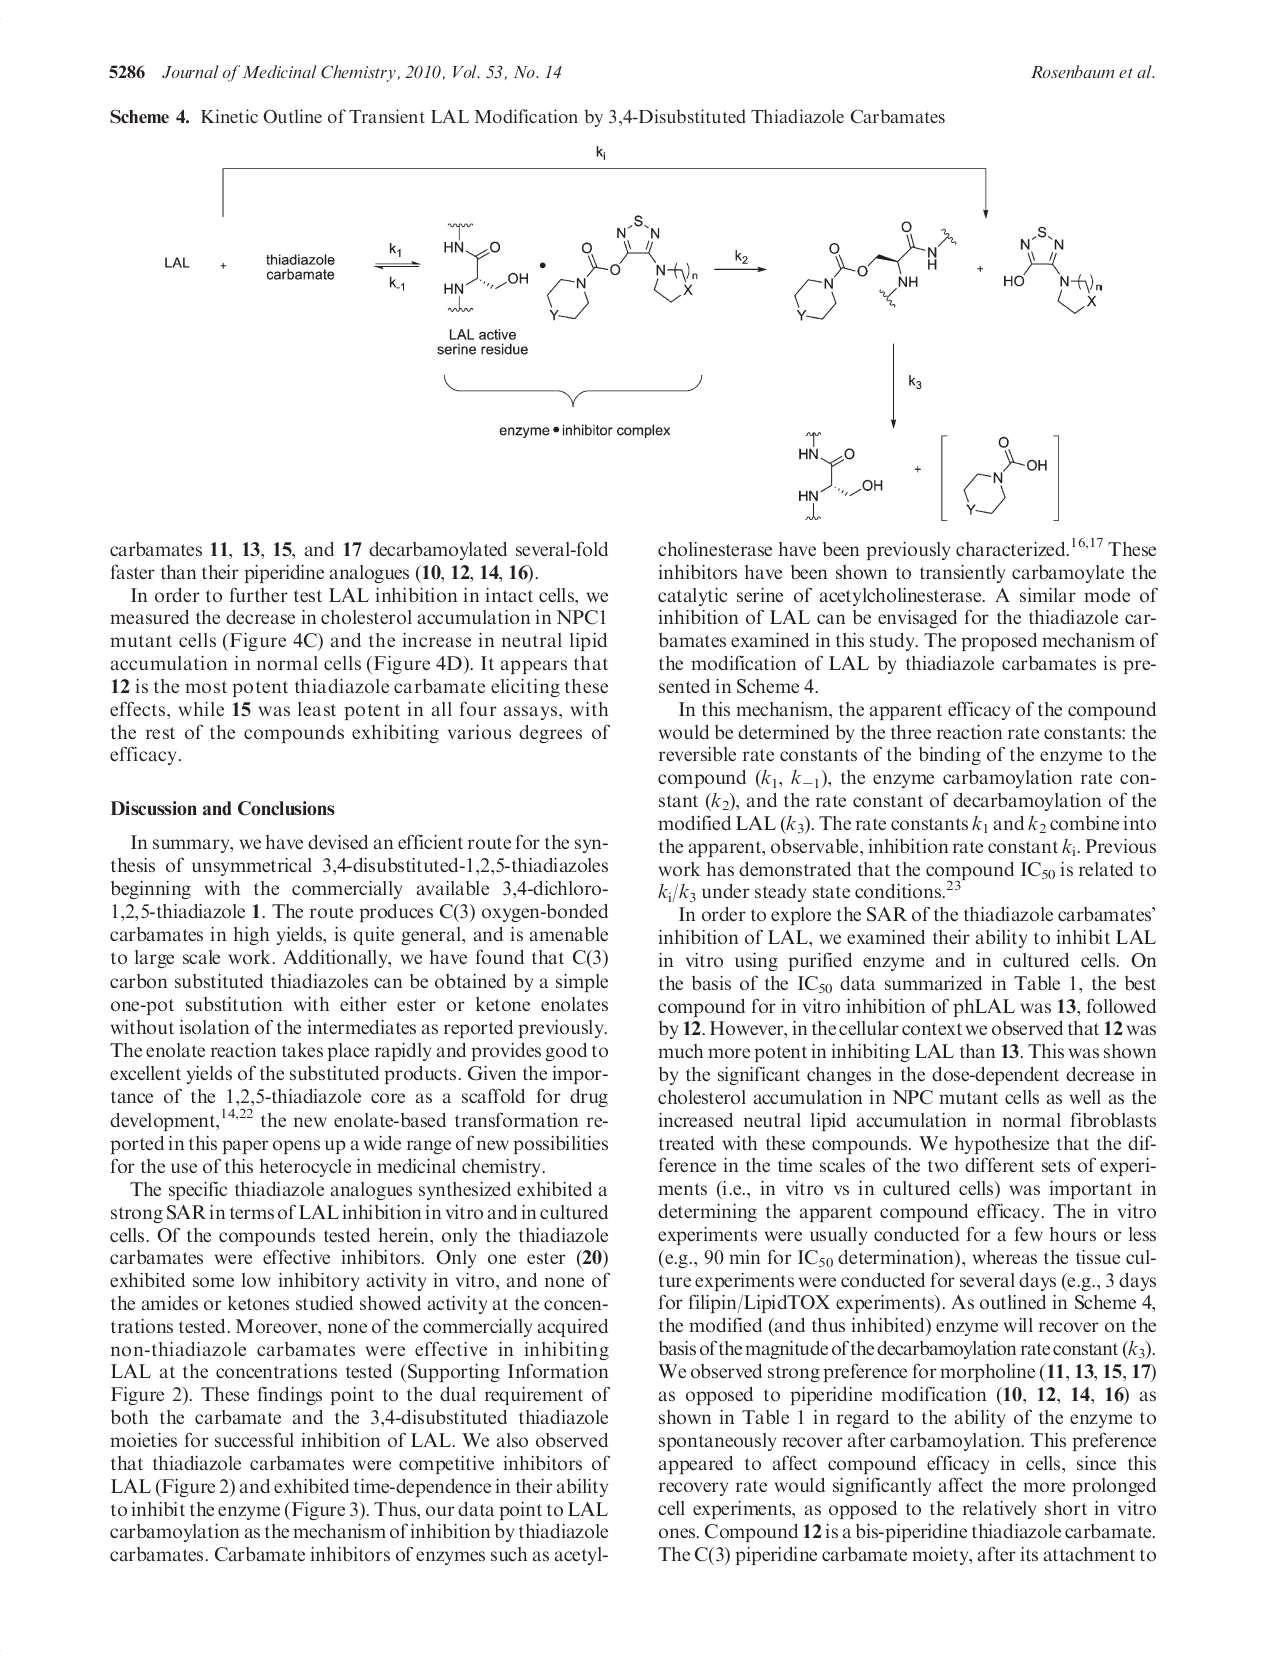 5286 Journal of Medicinal Chemistry, 2010, Vol. 53, No. 14 Rosenbaum et al.
Scheme 4. Kinetic Outline of Transient LAL Modification by 3,4-Disubstituted Thiadiazole Carbamates
ki
LAL + thiadiazole carbamate
k1
k-1
HN O
HN OH
LAL active
serine residue
•
O
N O
Y
S
N N
N n
X
enzyme • inhibitor complex
k2
O
N O
Y
O
N
H
NH
+
S
N N
HO N n
X
k3
HN O
HN OH
+
O
N OH
Y
carbamates 11, 13, 15, and 17 decarbamoylated several-fold
faster than their piperidine analogues (10, 12, 14, 16).
In order to further test LAL inhibition in intact cells, we
measured the decrease in cholesterol accumulation in NPC1
mutant cells (Figure 4C) and the increase in neutral lipid
accumulation in normal cells (Figure 4D). It appears that
12 is the most potent thiadiazole carbamate eliciting these
effects, while 15 was least potent in all four assays, with
the rest of the compounds exhibiting various degrees of
efficacy.
Discussion and Conclusions
In summary, we have devised an efficient route for the syn-
thesis of unsymmetrical 3,4-disubstituted-1,2,5-thiadiazoles
beginning with the commercially available 3,4-dichloro-
1,2,5-thiadiazole 1. The route produces C(3) oxygen-bonded
carbamates in high yields, is quite general, and is amenable
to large scale work. Additionally, we have found that C(3)
carbon substituted thiadiazoles can be obtained by a simple
one-pot substitution with either ester or ketone enolates
without isolation of the intermediates as reported previously.
The enolate reaction takes place rapidly and provides good to
excellent yields of the substituted products. Given the impor-
tance of the 1,2,5-thiadiazole core as a scaffold for drug
development,14,22 the new enolate-based transformation re-
ported in this paper opens up a wide range of new possibilities
for the use of this heterocycle in medicinal chemistry.
The specific thiadiazole analogues synthesized exhibited a
strong SAR in terms of LAL inhibition in vitro and in cultured
cells. Of the compounds tested herein, only the thiadiazole
carbamates were effective inhibitors. Only one ester (20)
exhibited some low inhibitory activity in vitro, and none of
the amides or ketones studied showed activity at the concen-
trations tested. Moreover, none of the commercially acquired
non-thiadiazole carbamates were effective in inhibiting
LAL at the concentrations tested (Supporting Information
Figure 2). These findings point to the dual requirement of
both the carbamate and the 3,4-disubstituted thiadiazole
moieties for successful inhibition of LAL. We also observed
that thiadiazole carbamates were competitive inhibitors of
LAL (Figure 2) and exhibited time-dependence in their ability
to inhibit the enzyme (Figure 3). Thus, our data point to LAL
carbamoylation as the mechanism of inhibition by thiadiazole
carbamates. Carbamate inhibitors of enzymes such as acetyl-
cholinesterase have been previously characterized.16,17 These
inhibitors have been shown to transiently carbamoylate the
catalytic serine of acetylcholinesterase. A similar mode of
inhibition of LAL can be envisaged for the thiadiazole car-
bamates examined in this study. The proposed mechanism of
the modification of LAL by thiadiazole carbamates is pre-
sented in Scheme 4.
In this mechanism, the apparent efficacy of the compound
would be determined by the three reaction rate constants: the
reversible rate constants of the binding of the enzyme to the
compound (k1, k−1), the enzyme carbamoylation rate con-
stant (k2), and the rate constant of decarbamoylation of the
modified LAL (k3). The rate constants k1 and k2 combine into
the apparent, observable, inhibition rate constant ki. Previous
work has demonstrated that the compound IC50 is related to
ki/k3 under steady state conditions.23
In order to explore the SAR of the thiadiazole carbamates’
inhibition of LAL, we examined their ability to inhibit LAL
in vitro using purified enzyme and in cultured cells. On
the basis of the IC50 data summarized in Table 1, the best
compound for in vitro inhibition of phLAL was 13, followed
by 12. However, in the cellular context we observed that 12 was
much more potent in inhibiting LAL than 13. This was shown
by the significant changes in the dose-dependent decrease in
cholesterol accumulation in NPC mutant cells as well as the
increased neutral lipid accumulation in normal fibroblasts
treated with these compounds. We hypothesize that the dif-
ference in the time scales of the two different sets of experi-
ments (i.e., in vitro vs in cultured cells) was important in
determining the apparent compound efficacy. The in vitro
experiments were usually conducted for a few hours or less
(e.g., 90 min for IC50 determination), whereas the tissue cul-
ture experiments were conducted for several days (e.g., 3 days
for filipin/LipidTOX experiments). As outlined in Scheme 4,
the modified (and thus inhibited) enzyme will recover on the
basis of the magnitude of the decarbamoylation rate constant (k3).
We observed strong preference for morpholine (11, 13, 15, 17)
as opposed to piperidine modification (10, 12, 14, 16) as
shown in Table 1 in regard to the ability of the enzyme to
spontaneously recover after carbamoylation. This preference
appeared to affect compound efficacy in cells, since this
recovery rate would significantly affect the more prolonged
cell experiments, as opposed to the relatively short in vitro
ones. Compound 12 is a bis-piperidine thiadiazole carbamate.
The C(3) piperidine carbamate moiety, after its attachment to